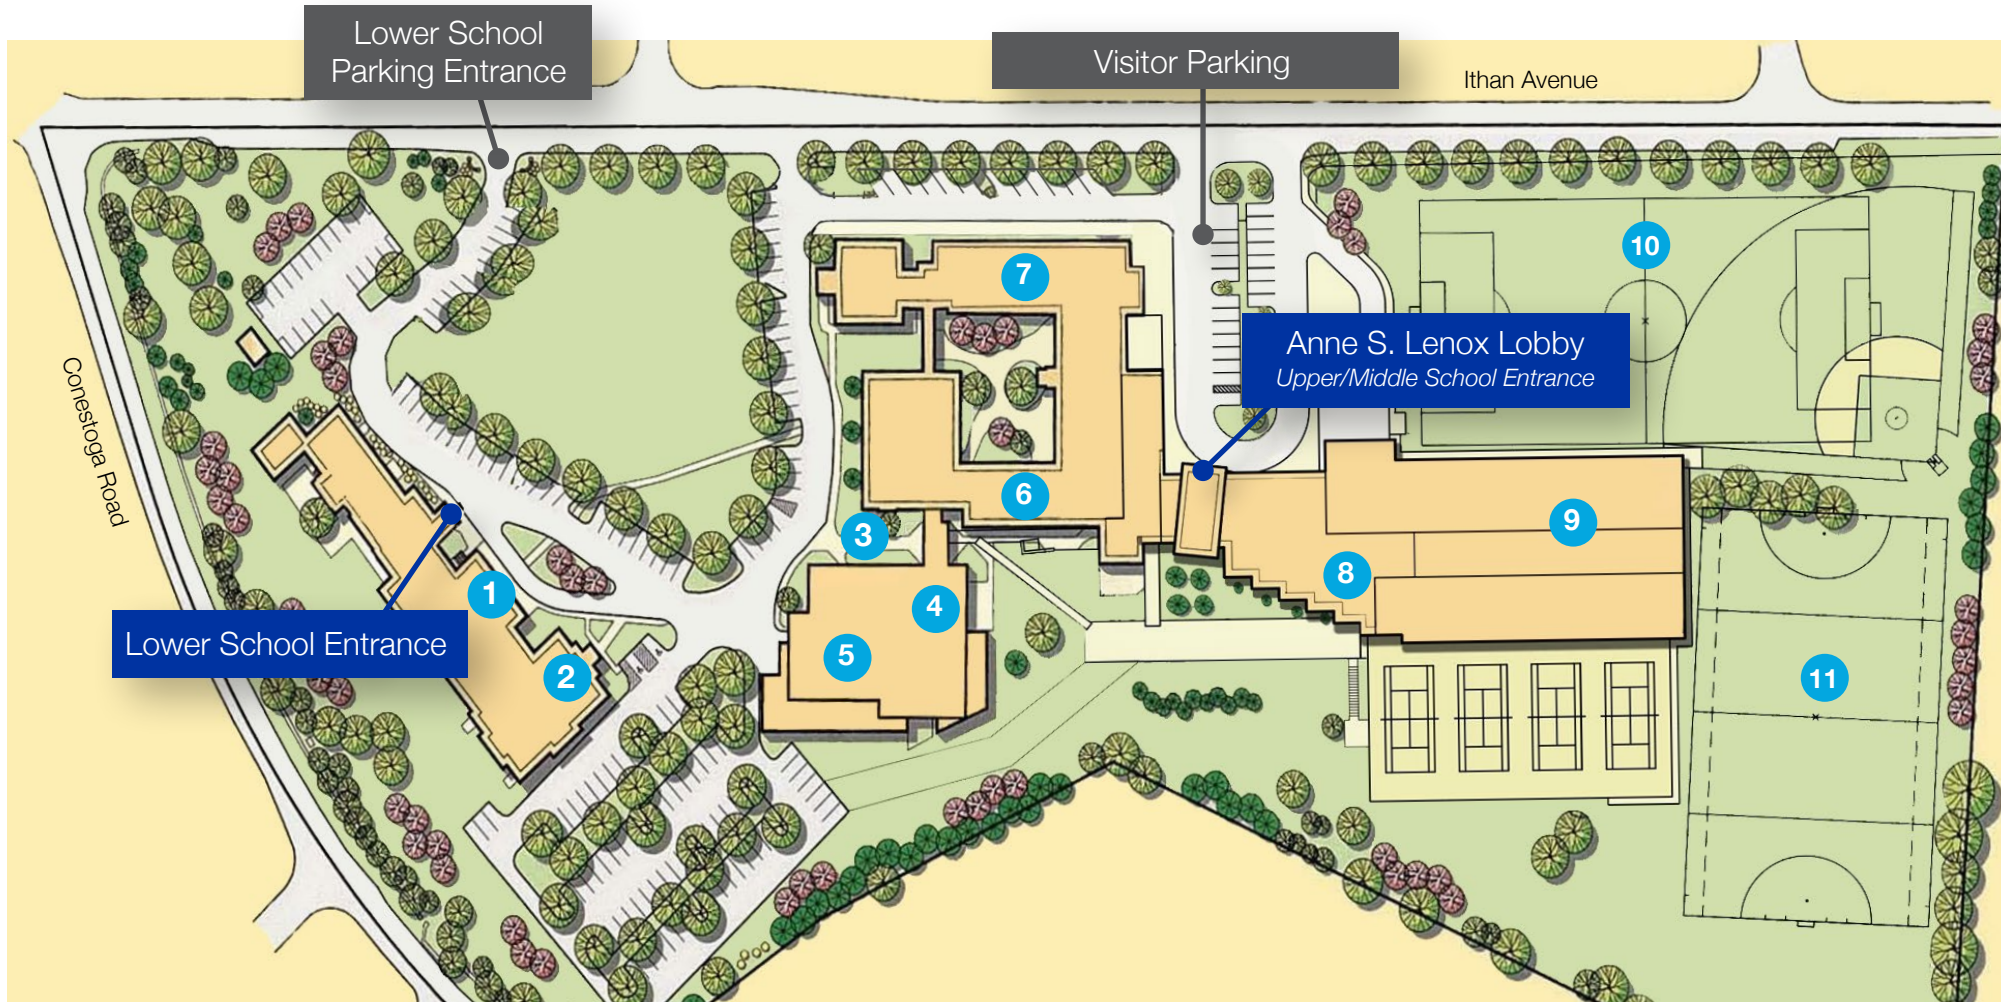 Lower School
Parking Entrance
Visitor Parking
Ithan Avenue
10
7
Anne S. Lenox Lobby
Upper/Middle School Entrance
Conestoga Road
6
9
3
8
1
4
Lower School Entrance
5
2
11